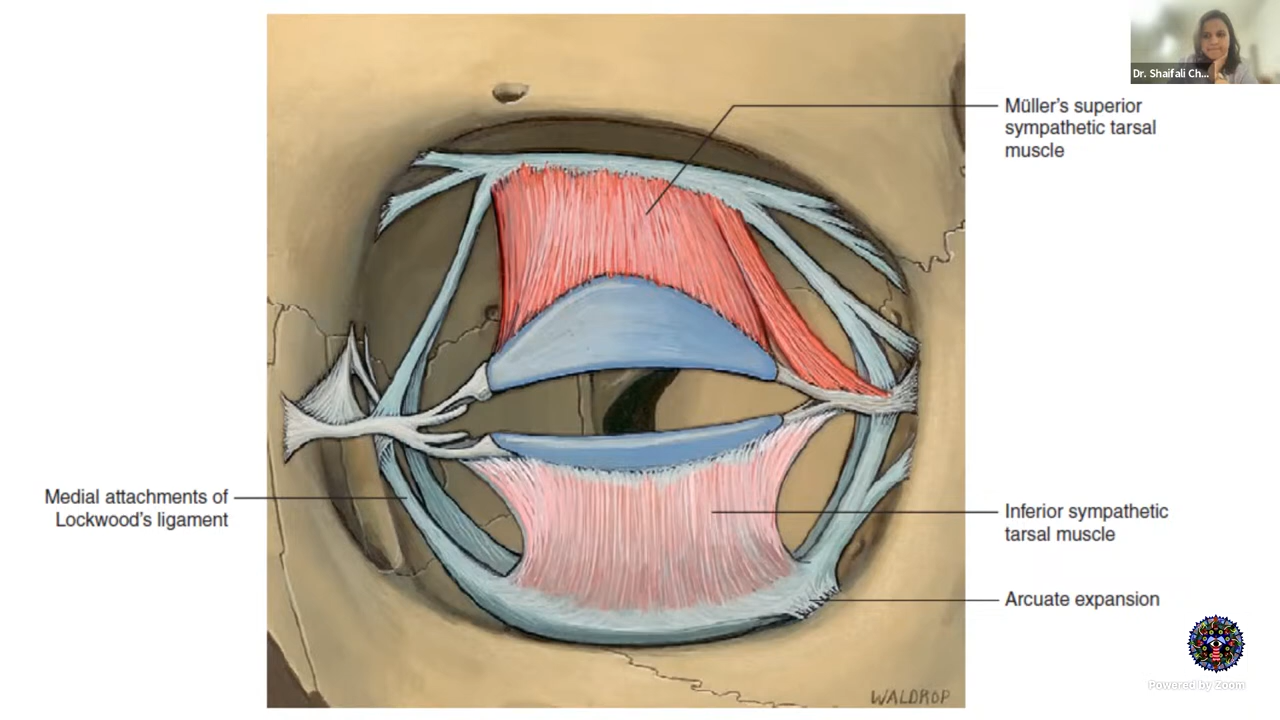 Dr. Shaifali Ch...
Müller's superior
sympathetic tarsal
muscle
Medial attachments of
Lockwood's ligament
Inferior sympathetic
tarsal muscle
Arcuate expansion
Powered by Zoom
WALDROP